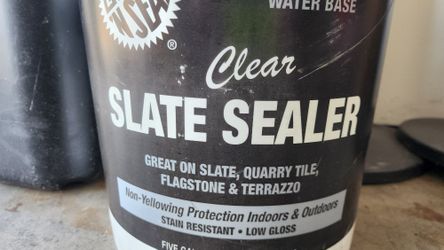 WATER BASE
®
Clear
SLATE SEALER
GREAT ON SLATE, QUARRY TILE,
FLAGSTONE & TERRAZZO
Non-Yellowing Protection Indoors & Outdoors
STAIN RESISTANT • LOW GLOSS